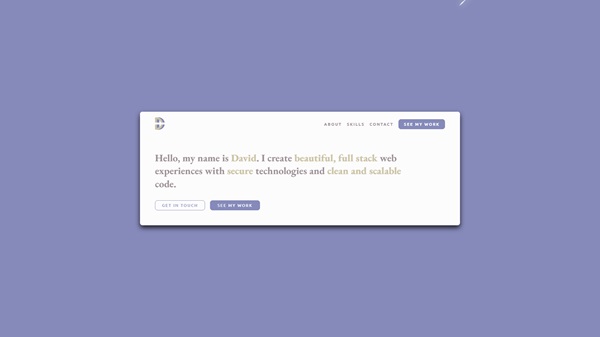 D
ABOUT SKILLS CONTACT SEE MY WORK
Hello, my name is David. I create beautiful, full stack web
experiences with secure technologies and clean and scalable
code.
GET IN TOUCH SEE MY WORK